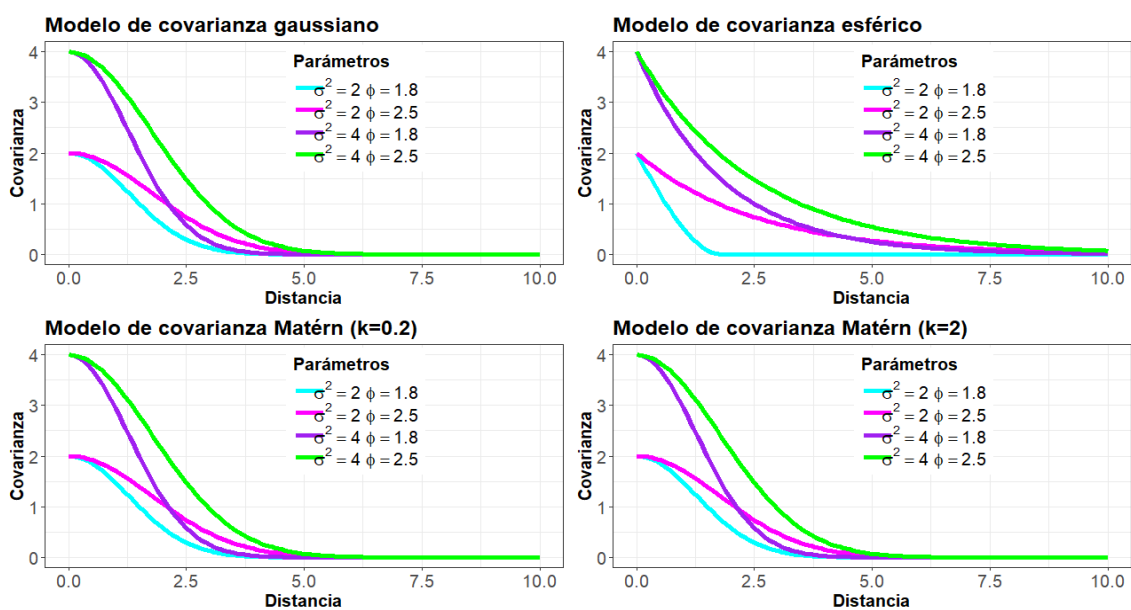 Modelo de covarianza gaussiano
Covarianza
4
3
2
1
0
Parámetros
σ² = 2 ϕ = 1.8
σ² = 2 ϕ = 2.5
σ² = 4 ϕ = 1.8
σ² = 4 ϕ = 2.5
0.0 2.5 5.0 7.5 10.0
Distancia
Modelo de covarianza esférico
Covarianza
4
3
2
1
0
Parámetros
σ² = 2 ϕ = 1.8
σ² = 2 ϕ = 2.5
σ² = 4 ϕ = 1.8
σ² = 4 ϕ = 2.5
0.0 2.5 5.0 7.5 10.0
Distancia
Modelo de covarianza Matérn (k=0.2)
Covarianza
4
3
2
1
0
Parámetros
σ² = 2 ϕ = 1.8
σ² = 2 ϕ = 2.5
σ² = 4 ϕ = 1.8
σ² = 4 ϕ = 2.5
0.0 2.5 5.0 7.5 10.0
Distancia
Modelo de covarianza Matérn (k=2)
Covarianza
4
3
2
1
0
Parámetros
σ² = 2 ϕ = 1.8
σ² = 2 ϕ = 2.5
σ² = 4 ϕ = 1.8
σ² = 4 ϕ = 2.5
0.0 2.5 5.0 7.5 10.0
Distancia